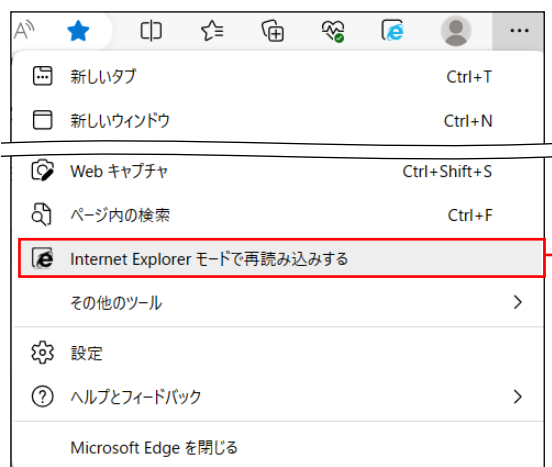 A
新しいタブ Ctrl+T
新しいウィンドウ Ctrl+N
Web キャプチャ Ctrl+Shift+S
ページ内の検索 Ctrl+F
Internet Explorer モードで再読み込みする
その他のツール
設定
ヘルプとフィードバック
Microsoft Edge を閉じる